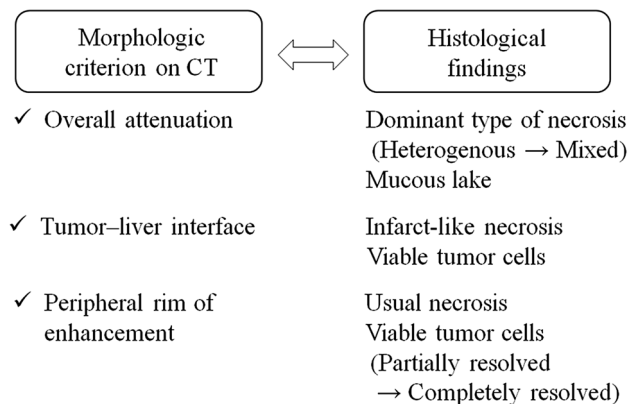 Morphologic
criterion on CT
Histological
findings
✓ Overall attenuation
Dominant type of necrosis
(Heterogenous → Mixed)
Mucous lake
✓ Tumor–liver interface
Infarct-like necrosis
Viable tumor cells
✓ Peripheral rim of
enhancement
Usual necrosis
Viable tumor cells
(Partially resolved
→ Completely resolved)